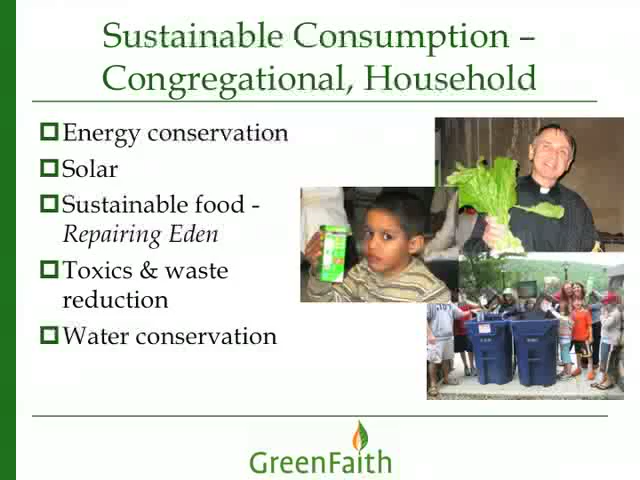 Sustainable Consumption –
Congregational, Household
Energy conservation
Solar
Sustainable food -
Repairing Eden
Toxics & waste
reduction
Water conservation
GreenFaith